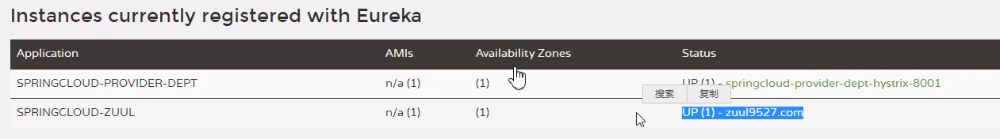 Instances currently registered with Eureka
Application AMIs Availability Zones Status
SPRINGCLOUD-PROVIDER-DEPT n/a (1) (1) UP (1) - springcloud-provider-dept-hystrix-8001
搜索 复制
SPRINGCLOUD-ZUUL n/a (1) (1) UP (1) - zuul9527.com